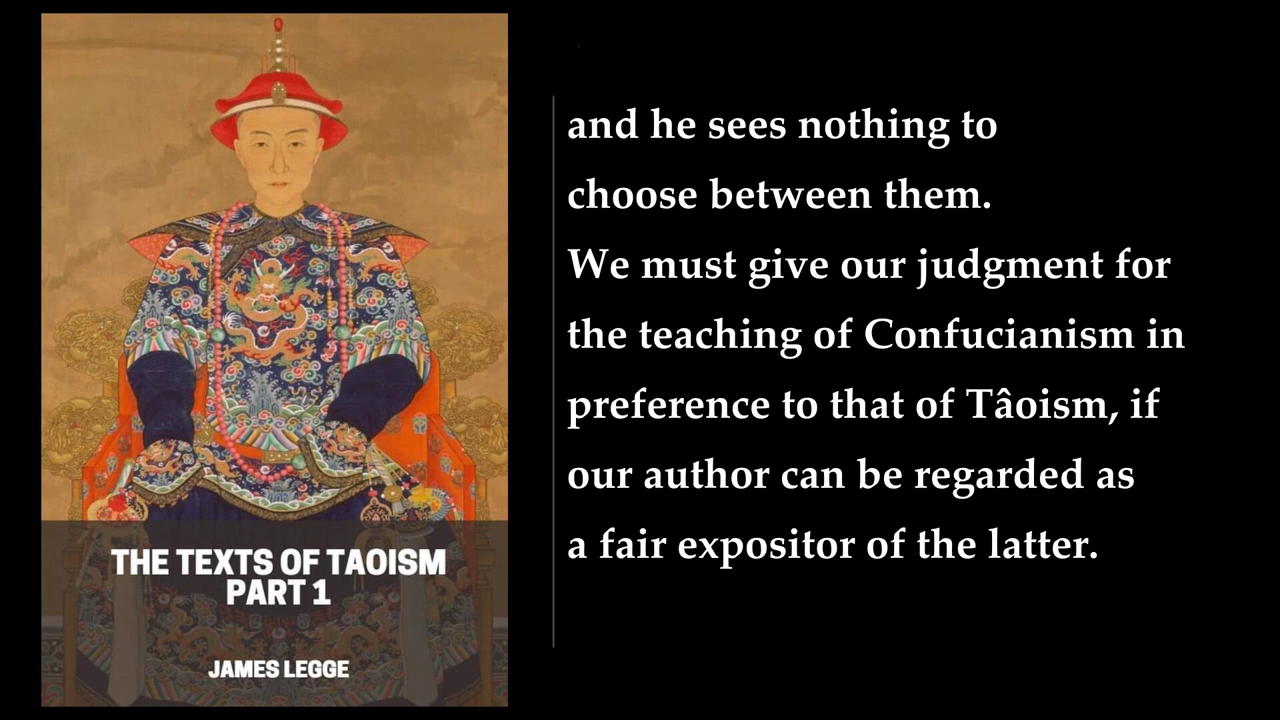 THE TEXTS OF TAOISM
PART 1
JAMES LEGGE
and he sees nothing to
choose between them.
We must give our judgment for
the teaching of Confucianism in
preference to that of Tâoism, if
our author can be regarded as
a fair expositor of the latter.